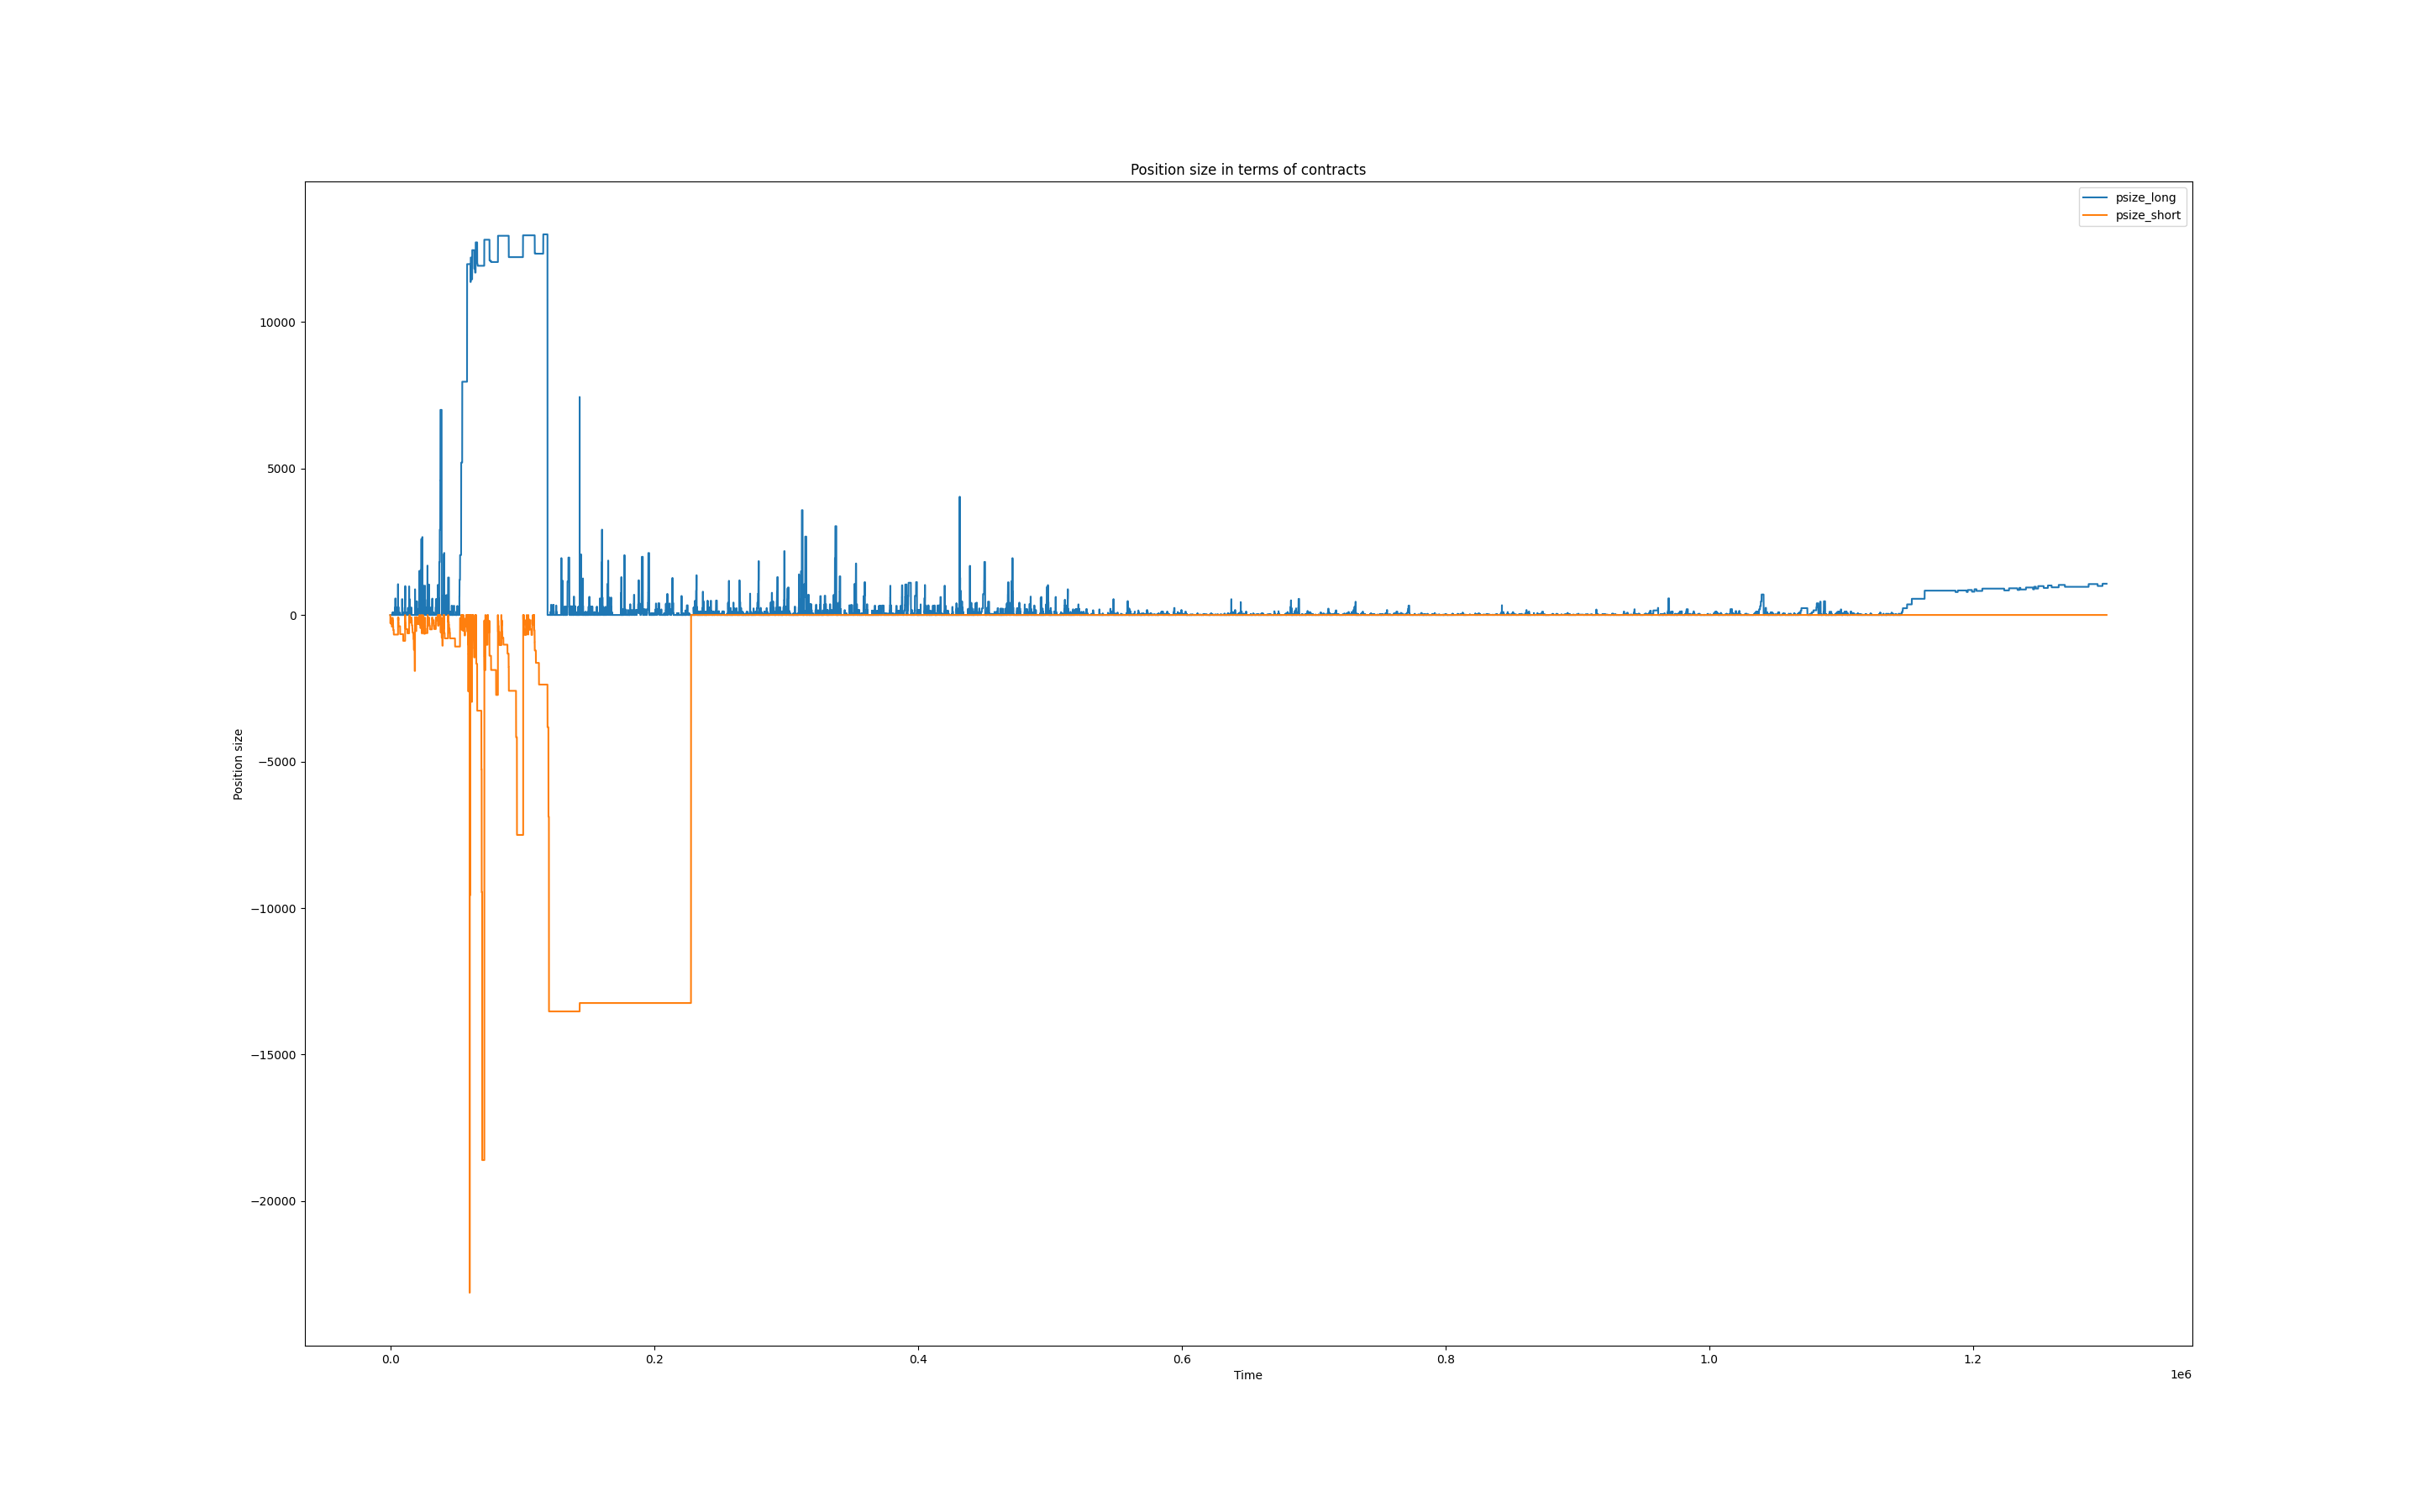 Position size in terms of contracts
psize_long
psize_short
10000
5000
0
−5000
−10000
−15000
−20000
Position size
0.0 0.2 0.4 0.6 0.8 1.0 1.2
Time
1e6